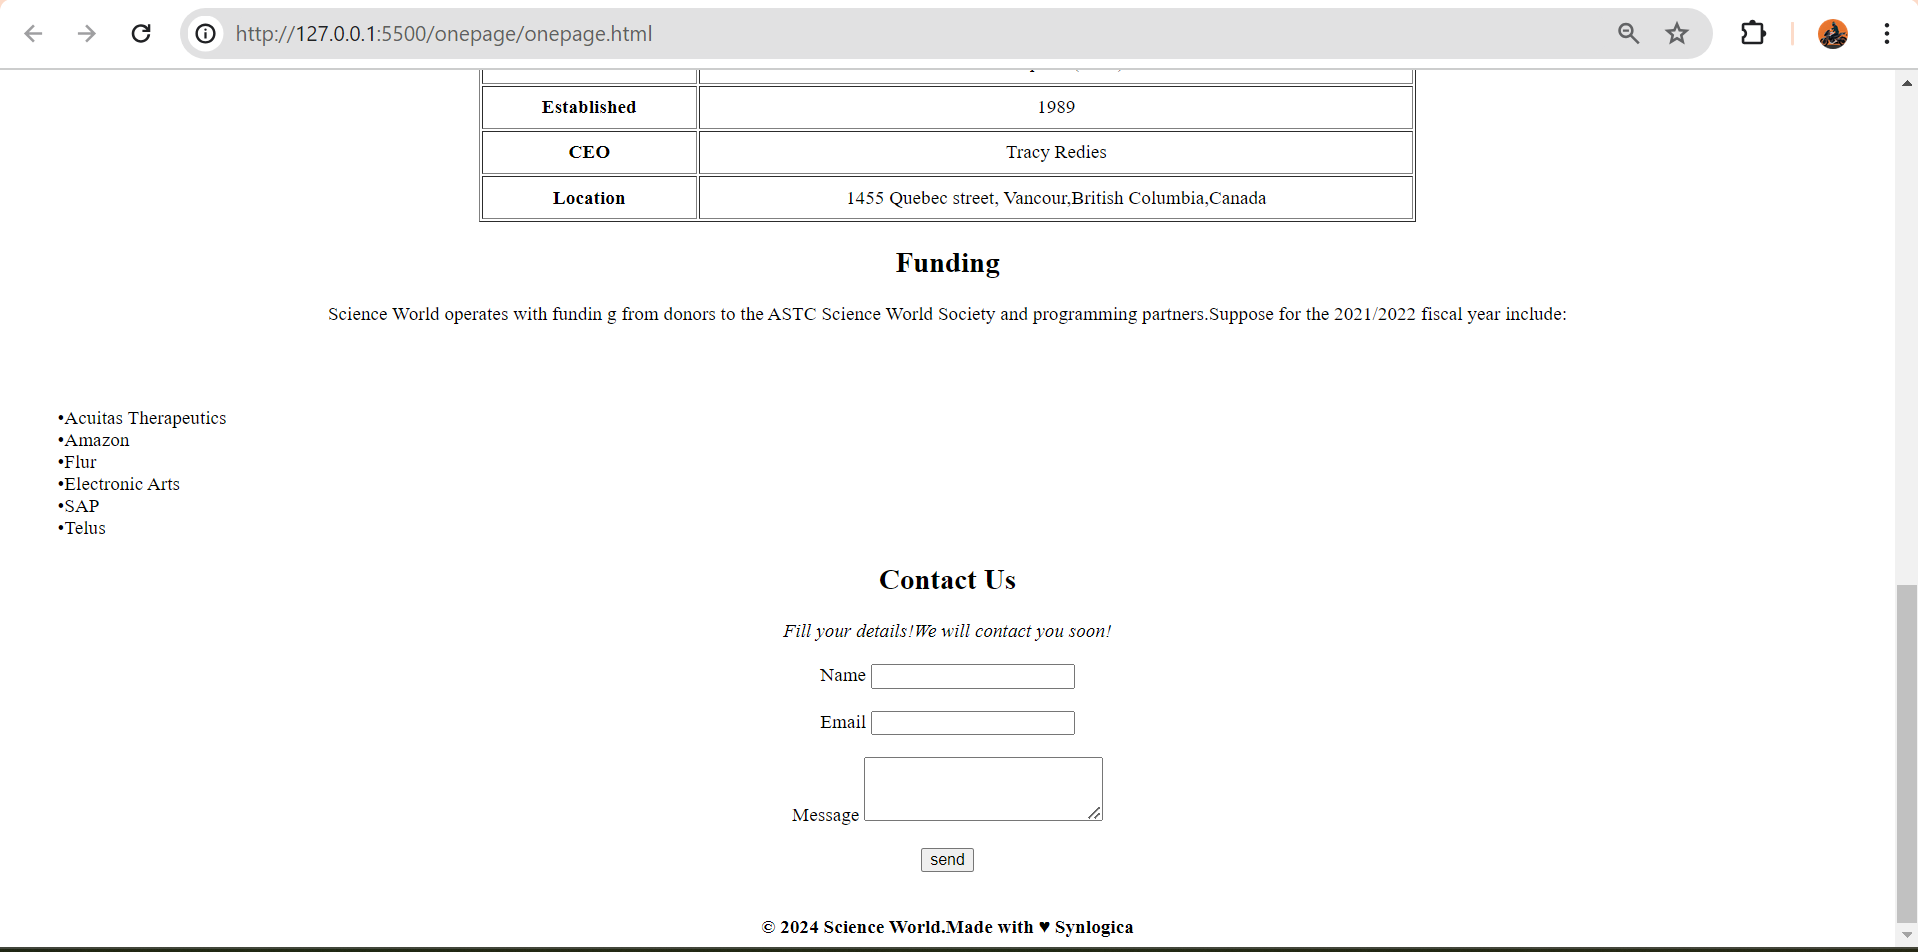 http://127.0.0.1:5500/onepage/onepage.html
Established 1989
CEO Tracy Redies
Location 1455 Quebec street, Vancour,British Columbia,Canada
Funding
Science World operates with fundin g from donors to the ASTC Science World Society and programming partners.Suppose for the 2021/2022 fiscal year include:
•Acuitas Therapeutics
•Amazon
•Flur
•Electronic Arts
•SAP
•Telus
Contact Us
Fill your details!We will contact you soon!
Name
Email
Message
send
© 2024 Science World.Made with ♥ Synlogica